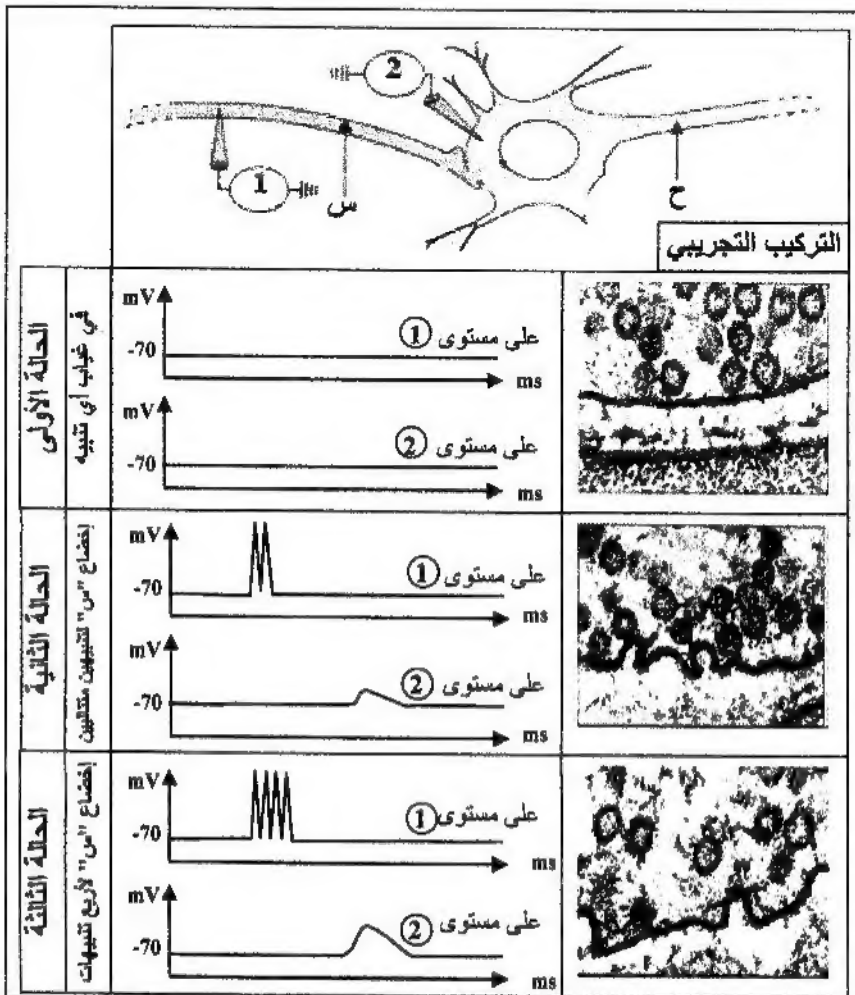 2
1
س
ح
التركيب التجريبي
الحالة الأولى
في غياب أي تنبيه
mV
على مستوى ①
-70
ms
mV
على مستوى ②
-70
ms
الحالة الثانية
إخضاع "س" لتنبيهين متتاليين
mV
على مستوى ①
-70
ms
mV
على مستوى ②
-70
ms
الحالة الثالثة
إخضاع "س" لأربع تنبيهات
mV
على مستوى ①
-70
ms
mV
على مستوى ②
-70
ms